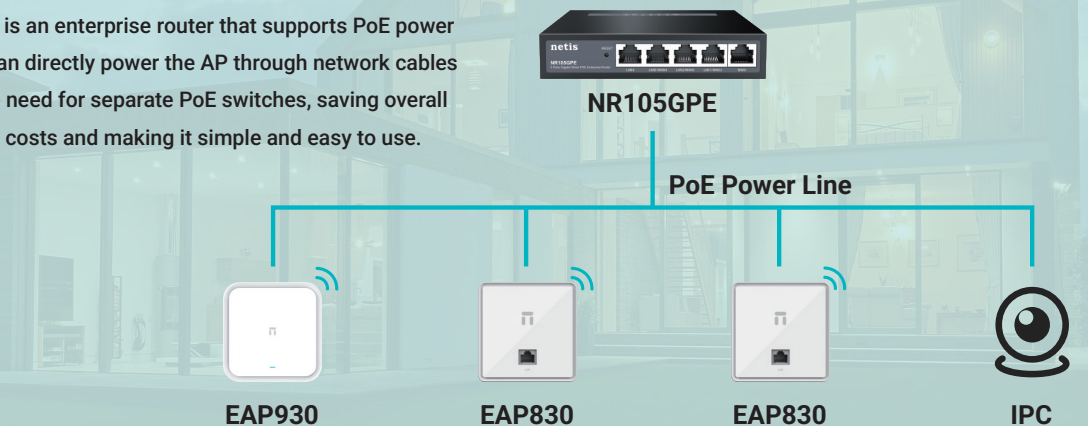 is an enterprise router that supports PoE power
an directly power the AP through network cables
need for separate PoE switches, saving overall
costs and making it simple and easy to use.
netis
RESET
NR105GPE
NR105GPE
PoE Power Line
EAP930
EAP830
EAP830
IPC